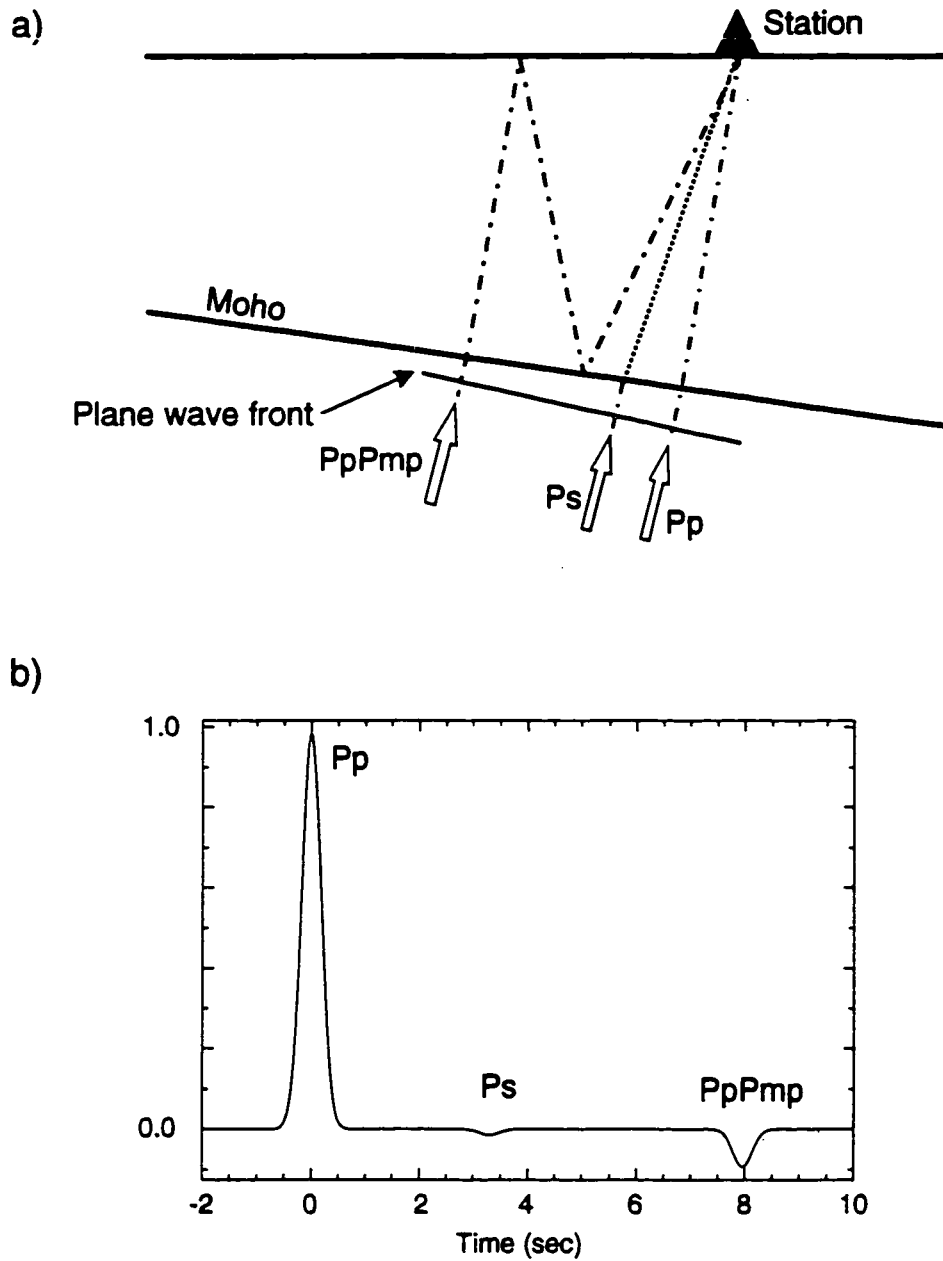 a)
Station
Moho
Plane wave front
PpPmp
Ps
Pp
b)
1.0
Pp
Ps
PpPmp
0.0
-2 0 2 4 6 8 10
Time (sec)